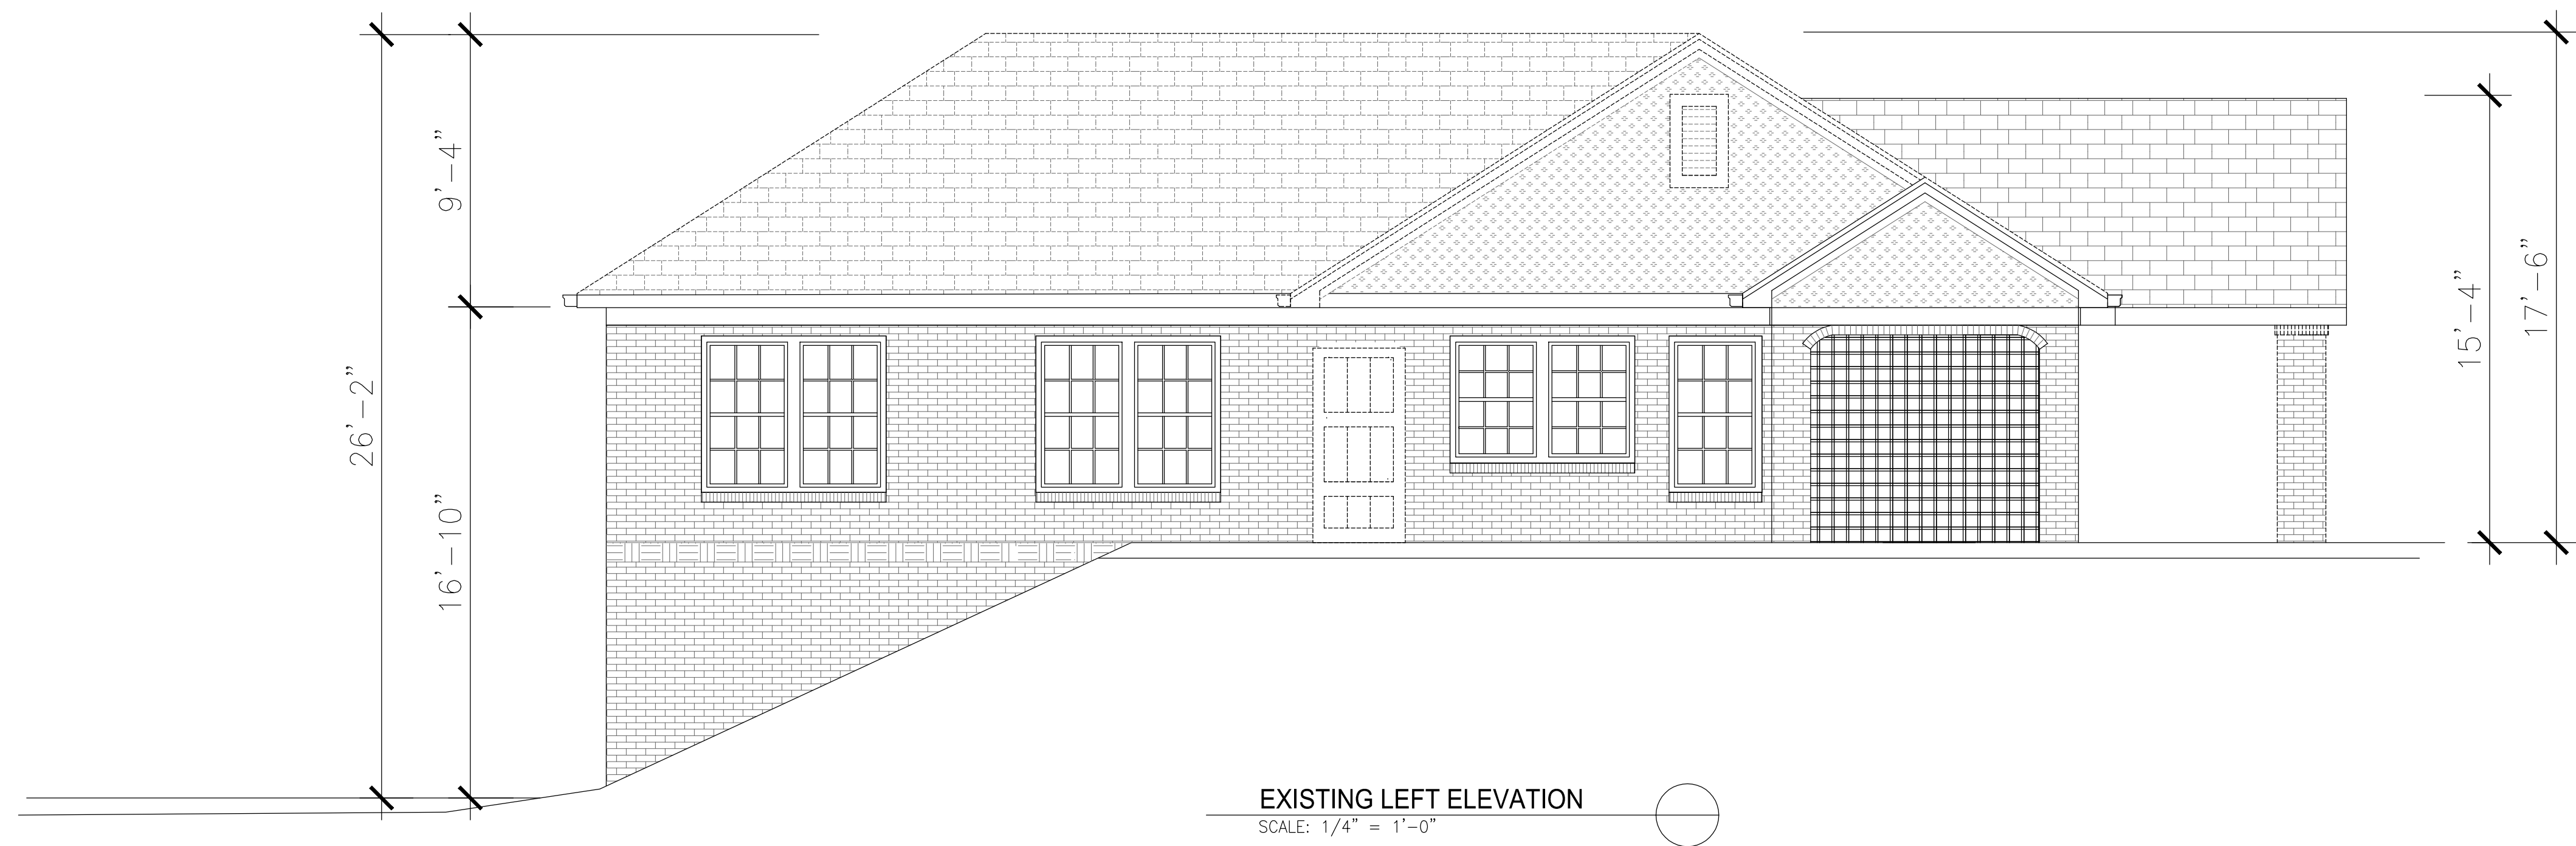 9'-4"
26'-2"
16'-10"
15'-4"
17'-6"
EXISTING LEFT ELEVATION
SCALE: 1/4" = 1'-0"